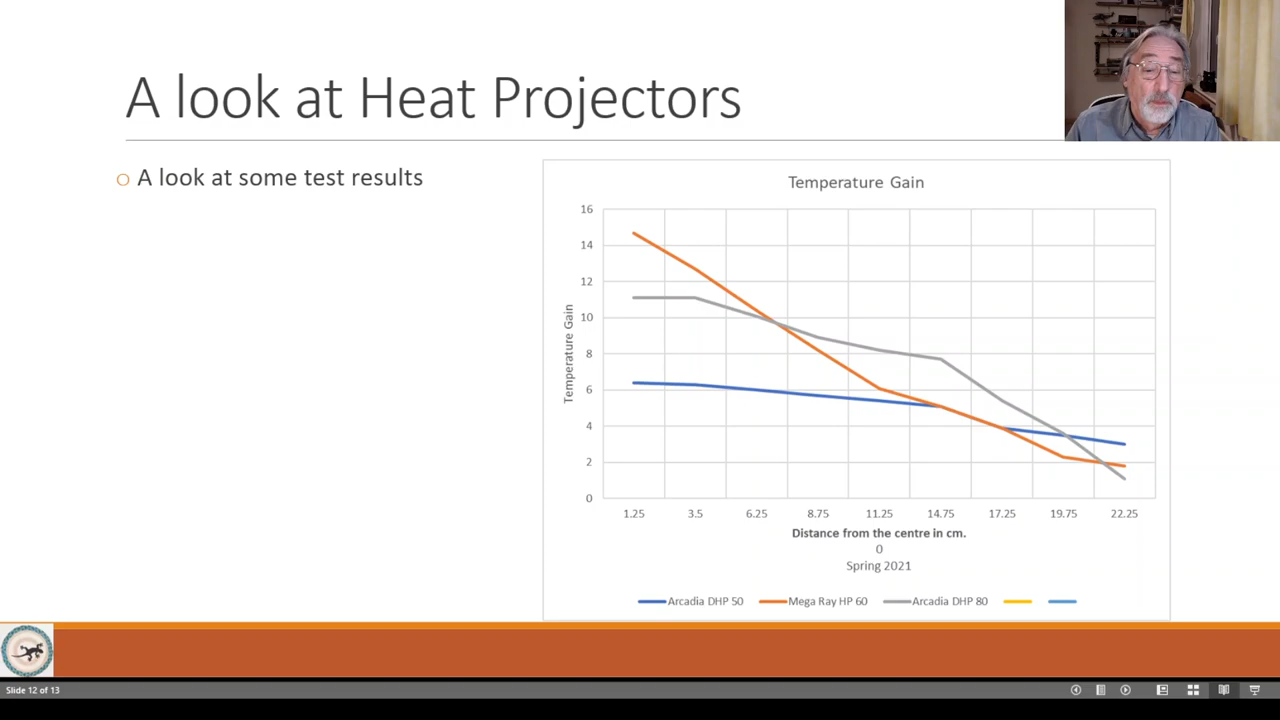 A look at Heat Projectors
o A look at some test results
Temperature Gain
16
14
12
10
8
6
4
2
0
Temperature Gain
1.25 3.5 6.25 8.75 11.25 14.75 17.25 19.75 22.25
Distance from the centre in cm.
0
Spring 2021
Arcadia DHP 50 Mega Ray HP 60 Arcadia DHP 80
Slide 12 of 13